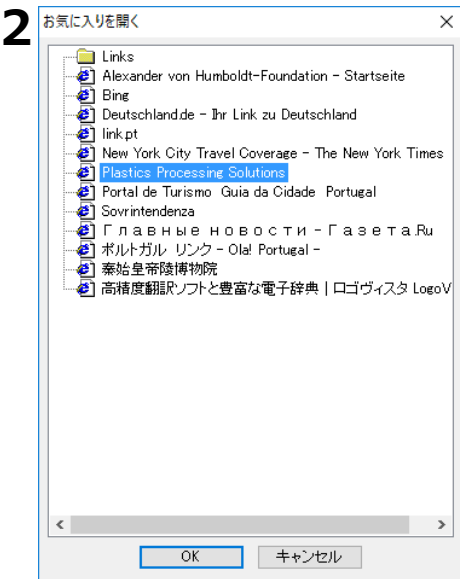 2
お気に入りを開く
Links
Alexander von Humboldt-Foundation - Startseite
Bing
Deutschland.de - Ihr Link zu Deutschland
link.pt
New York City Travel Coverage - The New York Times
Plastics Processing Solutions
Portal de Turismo Guia da Cidade Portugal
Sovrintendenza
Главные новости - Газета.Ru
ポルトガル リンク - Ola! Portugal -
秦始皇帝陵博物院
高精度翻訳ソフトと豊富な電子辞典 | ロゴヴィスタ LogoV
OK
キャンセル